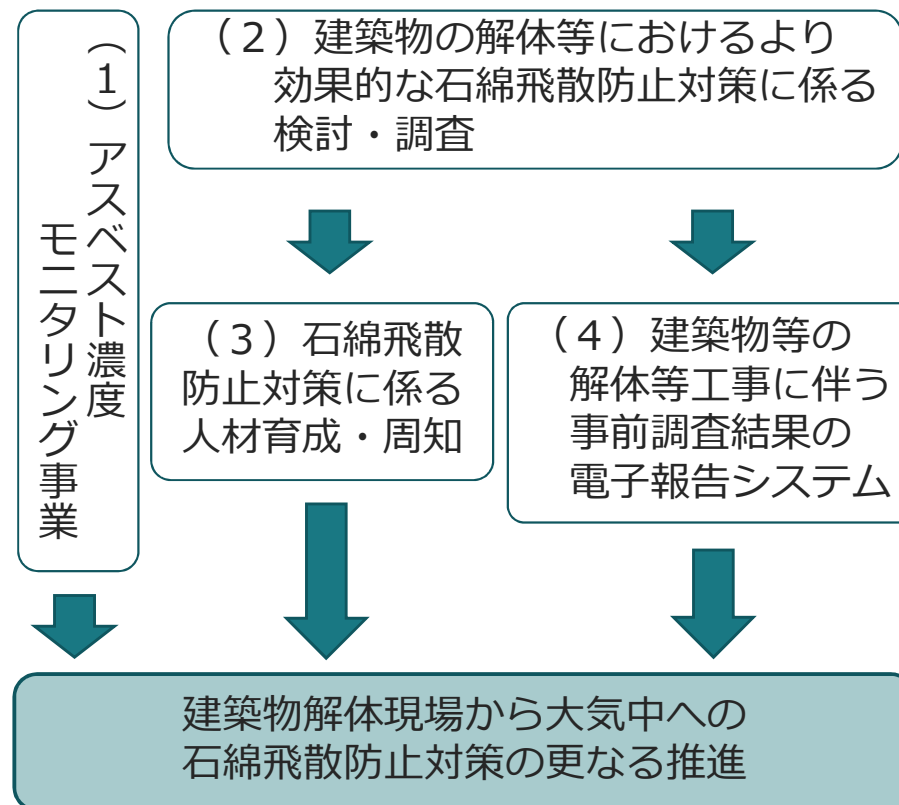 （１）アスベスト濃度
モニタリング事業
（２）建築物の解体等におけるより
効果的な石綿飛散防止対策に係る
検討・調査
（３）石綿飛散
防止対策に係る
人材育成・周知
（４）建築物等の
解体等工事に伴う
事前調査結果の
電子報告システム
建築物解体現場から大気中への
石綿飛散防止対策の更なる推進